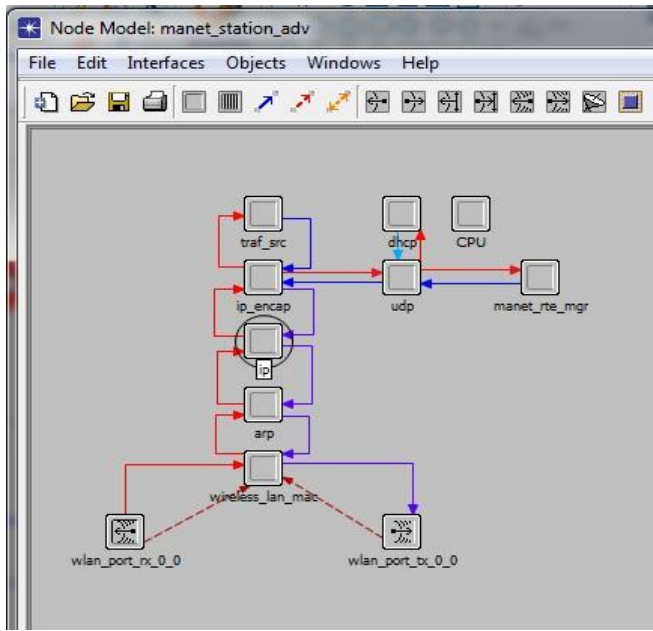 Node Model: manet_station_adv
File Edit Interfaces Objects Windows Help
traf_src
dhcp
CPU
ip_encap
udp
manet_rte_mgr
ip
arp
wireless_lan_mac
wlan_port_rx_0_0
wlan_port_tx_0_0